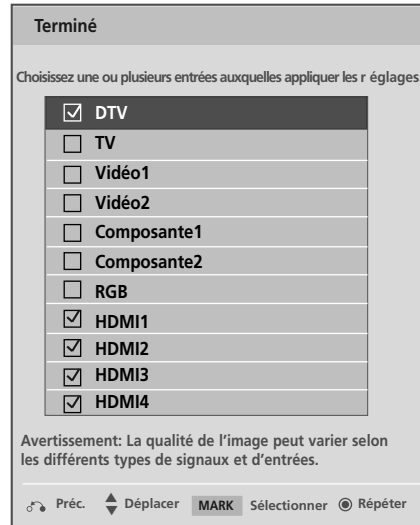 Terminé
Choisissez une ou plusieurs entrées auxquelles appliquer les r églages
DTV
TV
Vidéo1
Vidéo2
Composante1
Composante2
RGB
HDMI1
HDMI2
HDMI3
HDMI4
Avertissement: La qualité de l'image peut varier selon
les différents types de signaux et d'entrées.
Préc. Déplacer MARK Sélectionner Répéter